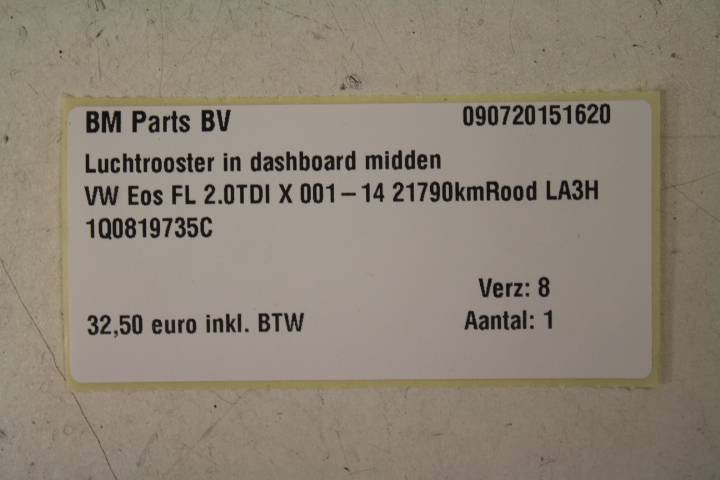 BM Parts BV 090720151620
Luchtrooster in dashboard midden
VW Eos FL 2.0TDI X 001-14 21790kmRood LA3H
1Q0819735C
Verz: 8
32,50 euro inkl. BTW Aantal: 1